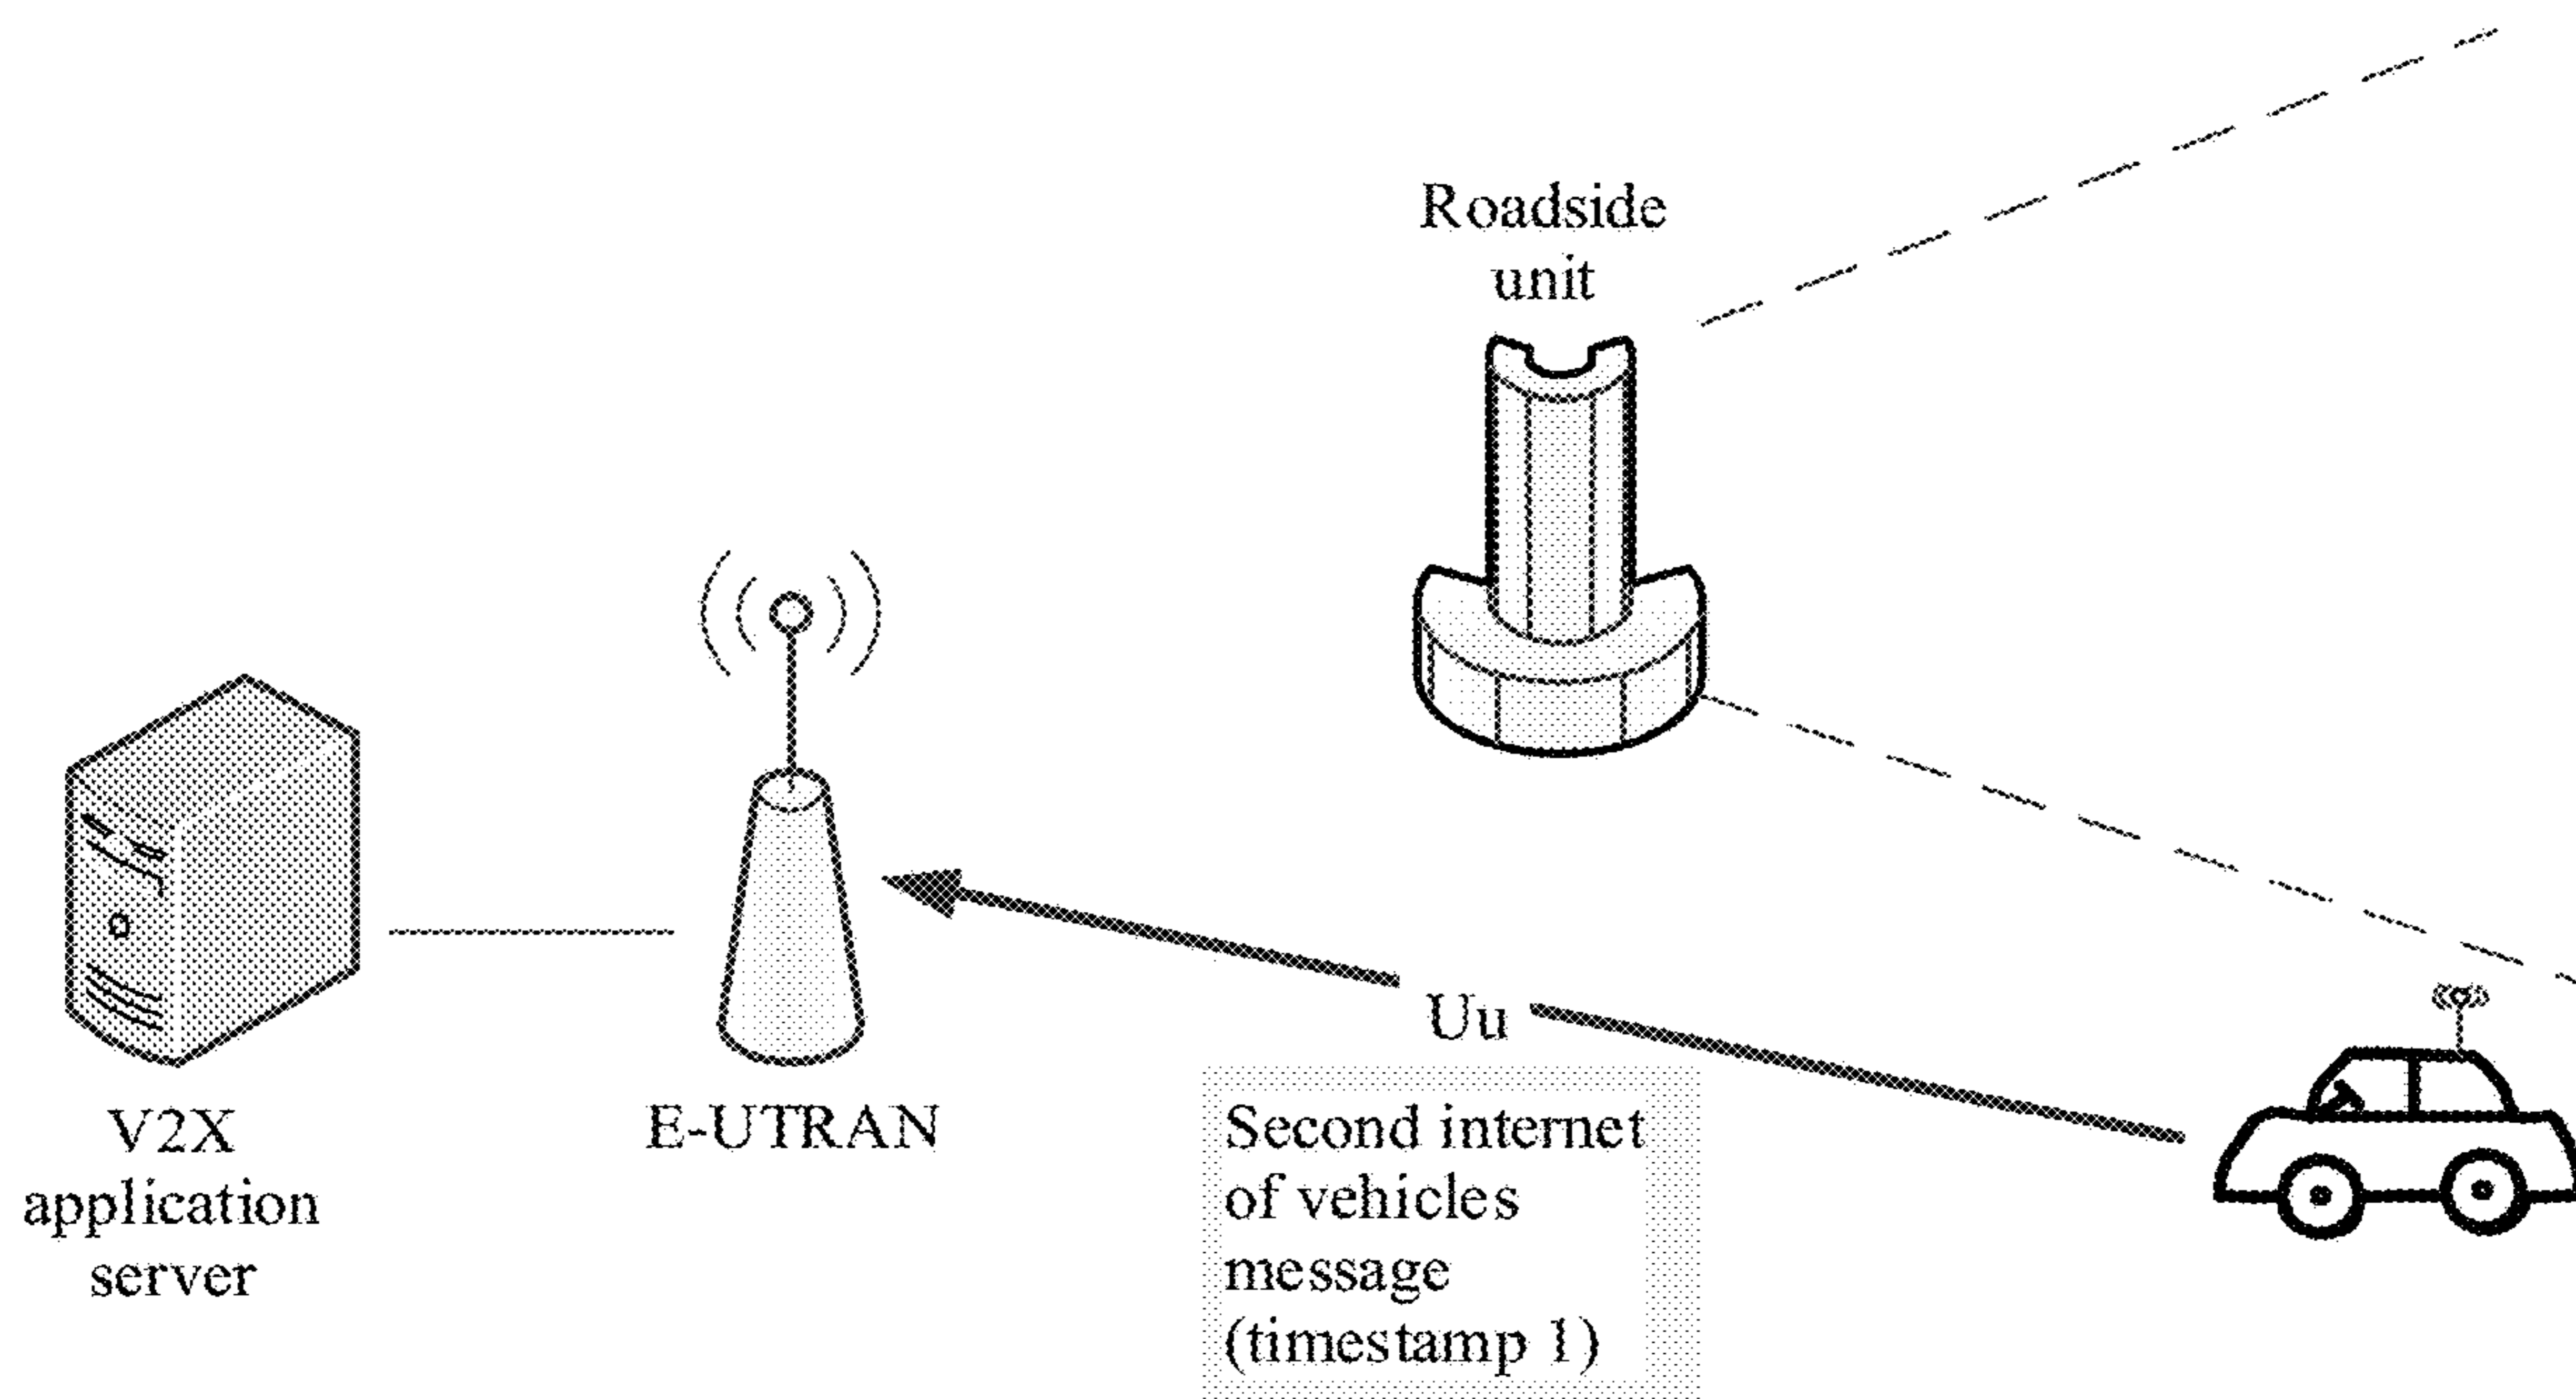 Roadside
unit
Uu
V2X
application
server
E-UTRAN
Second internet
of vehicles
message
(timestamp 1)